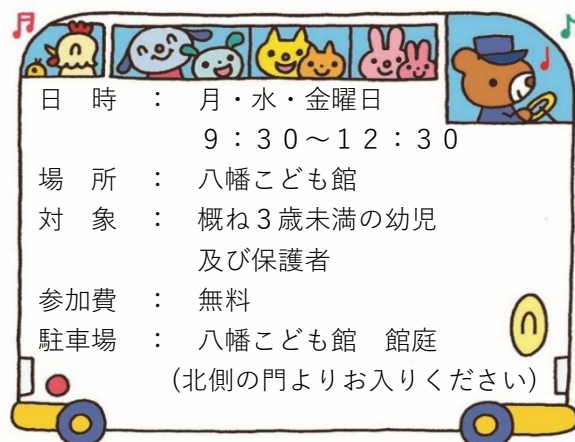 日　時　：　月・水・金曜日
９：３０～１２：３０
場　所　：　八幡こども館
対　象　：　概ね３歳未満の幼児
及び保護者
参加費　：　無料
駐車場　：　八幡こども館　館庭
（北側の門よりお入りください）